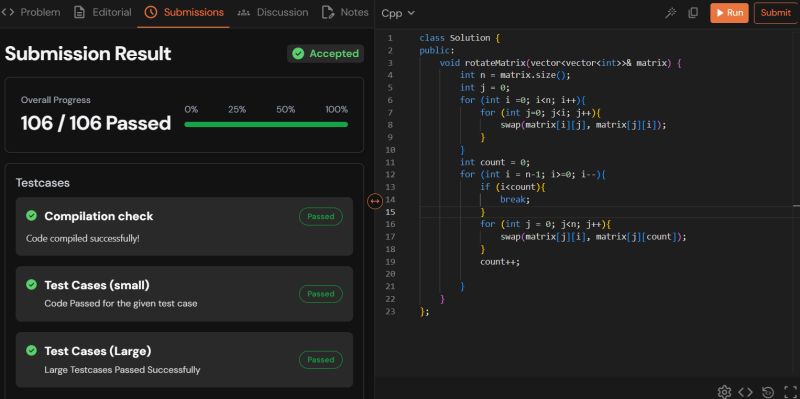 Problem Editorial Submissions Discussion Notes
Submission Result Accepted
Overall Progress
106 / 106 Passed
0% 25% 50% 100%
Testcases
Compilation check Passed
Code compiled successfully!
Test Cases (small) Passed
Code Passed for the given test case
Test Cases (Large) Passed
Large Testcases Passed Successfully
Cpp Run Submit
1 class Solution {
2 public:
3 void rotateMatrix(vector<vector<int>>& matrix) {
4 int n = matrix.size();
5 int j = 0;
6 for (int i =0; i<n; i++){
7 for (int j=0; j<i; j++){
8 swap(matrix[i][j], matrix[j][i]);
9 }
10 }
11 int count = 0;
12 for (int i = n-1; i>=0; i--){
13 if (i<count){
14 break;
15 }
16 for (int j = 0; j<n; j++){
17 swap(matrix[j][i], matrix[j][count]);
18 }
19 count++;
20
21 }
22 }
23 };